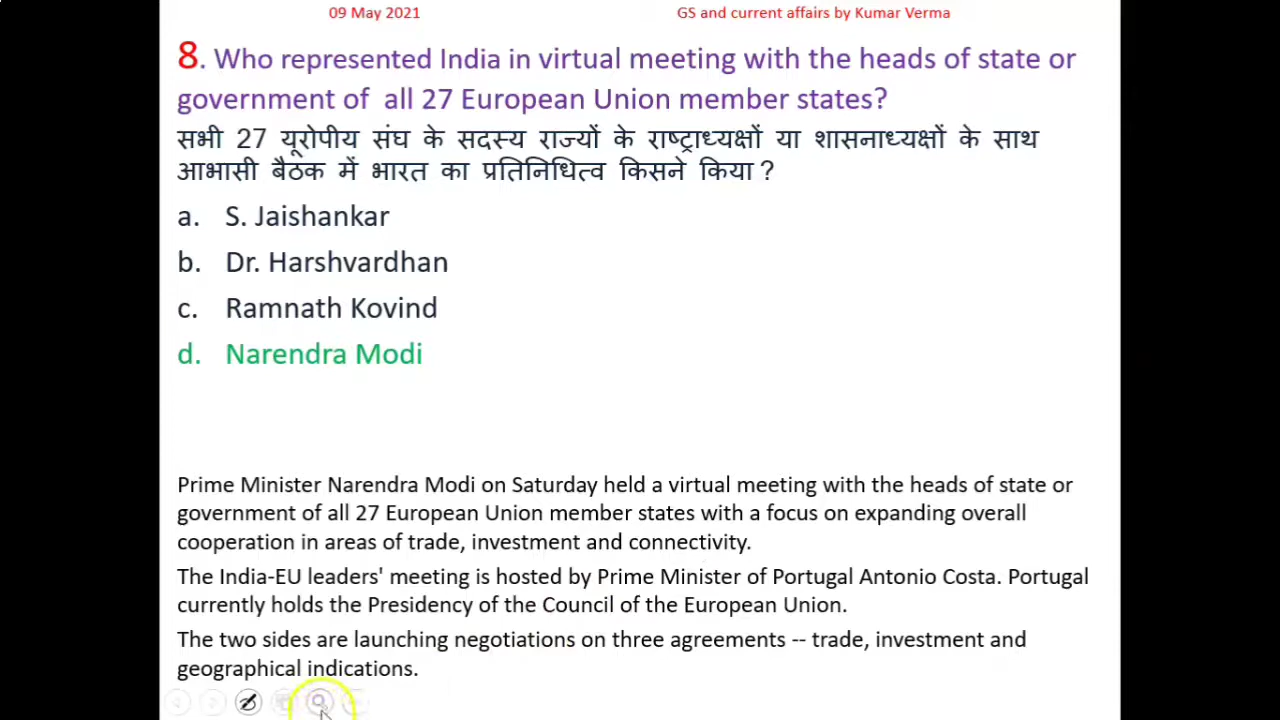 09 May 2021 GS and current affairs by Kumar Verma
8. Who represented India in virtual meeting with the heads of state or
government of all 27 European Union member states?
सभी 27 यूरोपीय संघ के सदस्य राज्यों के राष्ट्राध्यक्षों या शासनाध्यक्षों के साथ
आभासी बैठक में भारत का प्रतिनिधित्व किसने किया ?
a. S. Jaishankar
b. Dr. Harshvardhan
c. Ramnath Kovind
d. Narendra Modi
Prime Minister Narendra Modi on Saturday held a virtual meeting with the heads of state or
government of all 27 European Union member states with a focus on expanding overall
cooperation in areas of trade, investment and connectivity.
The India-EU leaders' meeting is hosted by Prime Minister of Portugal Antonio Costa. Portugal
currently holds the Presidency of the Council of the European Union.
The two sides are launching negotiations on three agreements -- trade, investment and
geographical indications.